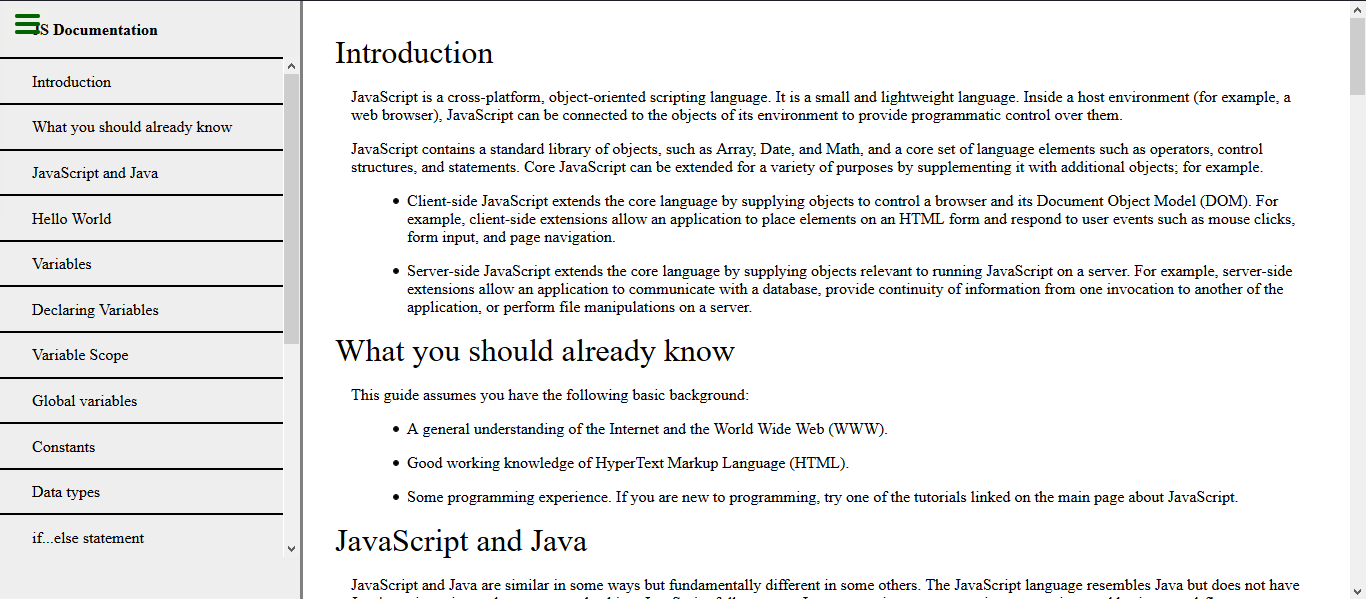 JS Documentation
Introduction
What you should already know
JavaScript and Java
Hello World
Variables
Declaring Variables
Variable Scope
Global variables
Constants
Data types
if...else statement
Introduction
JavaScript is a cross-platform, object-oriented scripting language. It is a small and lightweight language. Inside a host environment (for example, a
web browser), JavaScript can be connected to the objects of its environment to provide programmatic control over them.
JavaScript contains a standard library of objects, such as Array, Date, and Math, and a core set of language elements such as operators, control
structures, and statements. Core JavaScript can be extended for a variety of purposes by supplementing it with additional objects; for example.
• Client-side JavaScript extends the core language by supplying objects to control a browser and its Document Object Model (DOM). For
example, client-side extensions allow an application to place elements on an HTML form and respond to user events such as mouse clicks,
form input, and page navigation.
• Server-side JavaScript extends the core language by supplying objects relevant to running JavaScript on a server. For example, server-side
extensions allow an application to communicate with a database, provide continuity of information from one invocation to another of the
application, or perform file manipulations on a server.
What you should already know
This guide assumes you have the following basic background:
• A general understanding of the Internet and the World Wide Web (WWW).
• Good working knowledge of HyperText Markup Language (HTML).
• Some programming experience. If you are new to programming, try one of the tutorials linked on the main page about JavaScript.
JavaScript and Java
JavaScript and Java are similar in some ways but fundamentally different in some others. The JavaScript language resembles Java but does not have